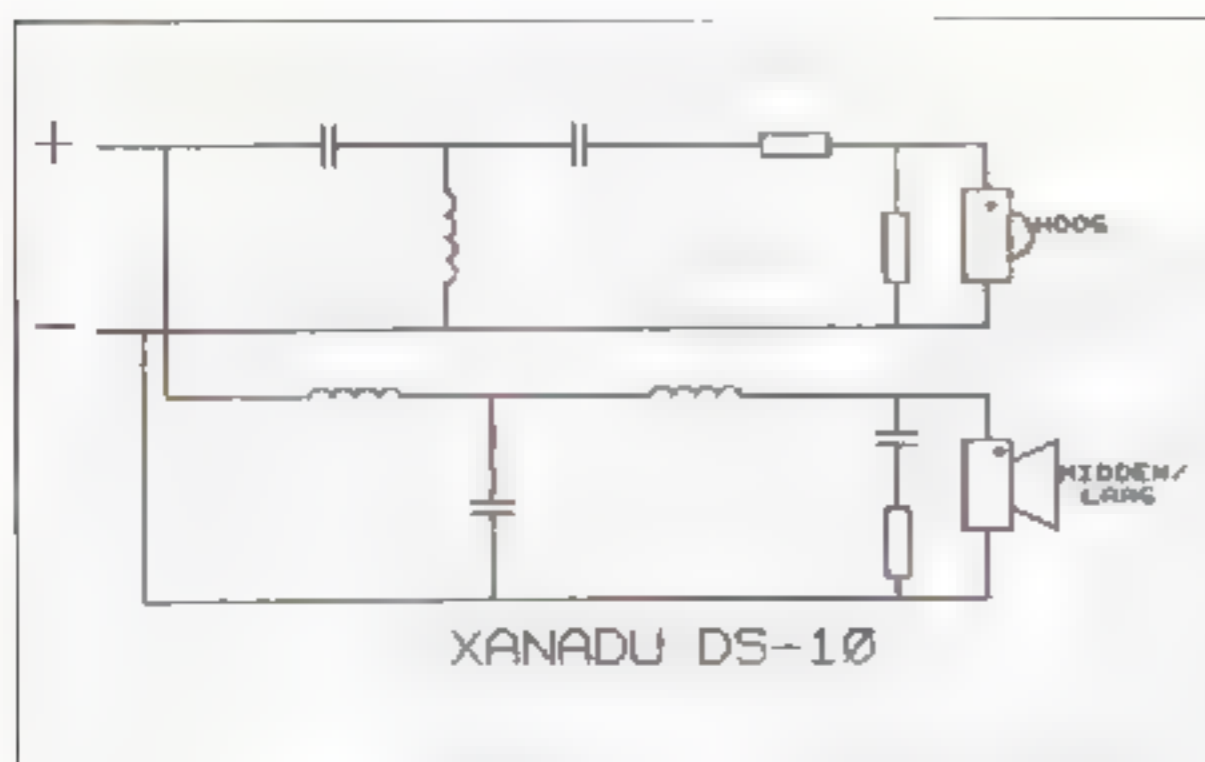 +
HOOG
−
MIDDEN/
LAAG
XANADU DS-10